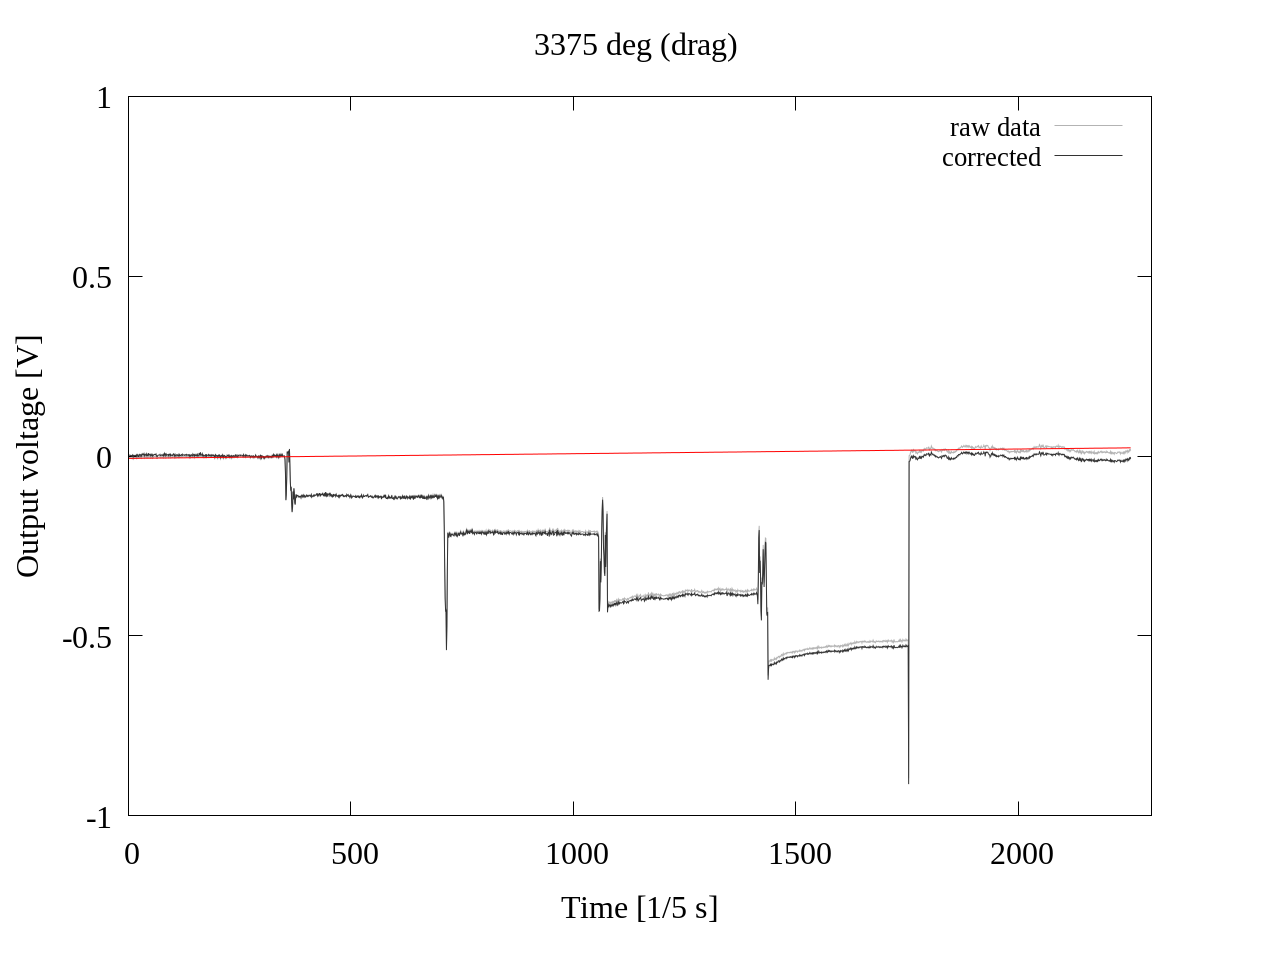 3375 deg (drag)
1
raw data
corrected
0.5
0
-0.5
-1
Output voltage [V]
0 500 1000 1500 2000
Time [1/5 s]